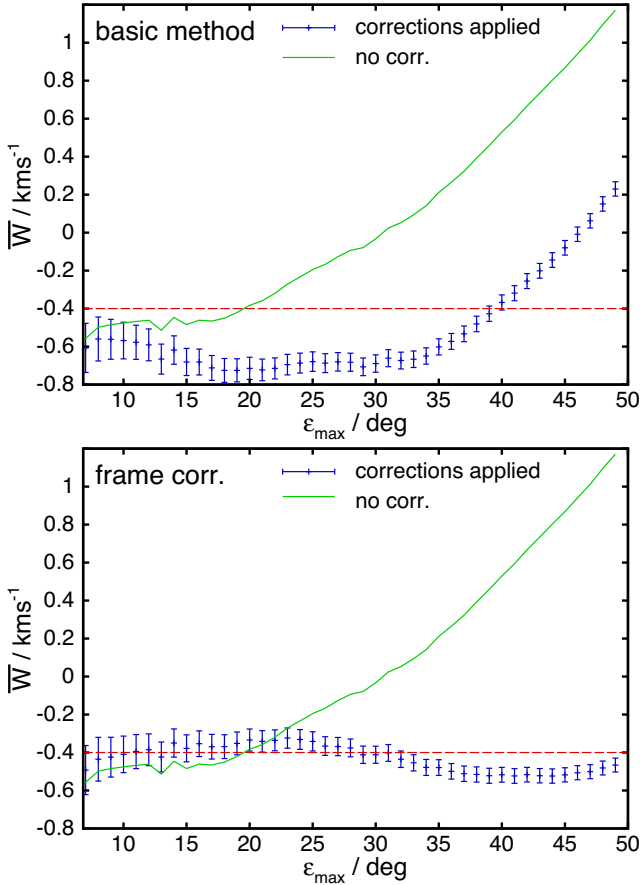 basic method
corrections applied
no corr.
1
0.8
0.6
0.4
0.2
0
-0.2
-0.4
-0.6
-0.8
W̅ / kms⁻¹
10 15 20 25 30 35 40 45 50
εmax / deg
frame corr.
corrections applied
no corr.
1
0.8
0.6
0.4
0.2
0
-0.2
-0.4
-0.6
-0.8
W̅ / kms⁻¹
10 15 20 25 30 35 40 45 50
εmax / deg